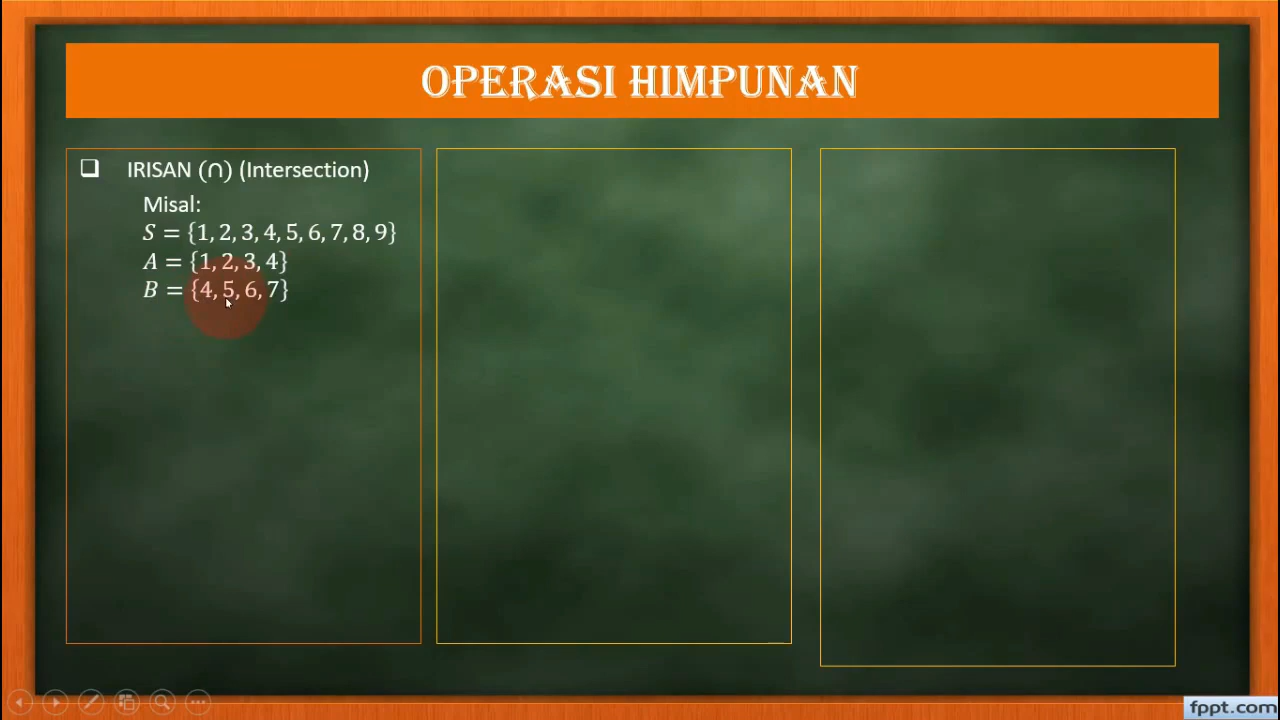 OPERASI HIMPUNAN
❑ IRISAN (∩) (Intersection)
Misal:
S = {1, 2, 3, 4, 5, 6, 7, 8, 9}
A = {1, 2, 3, 4}
B = {4, 5, 6, 7}
fppt.com